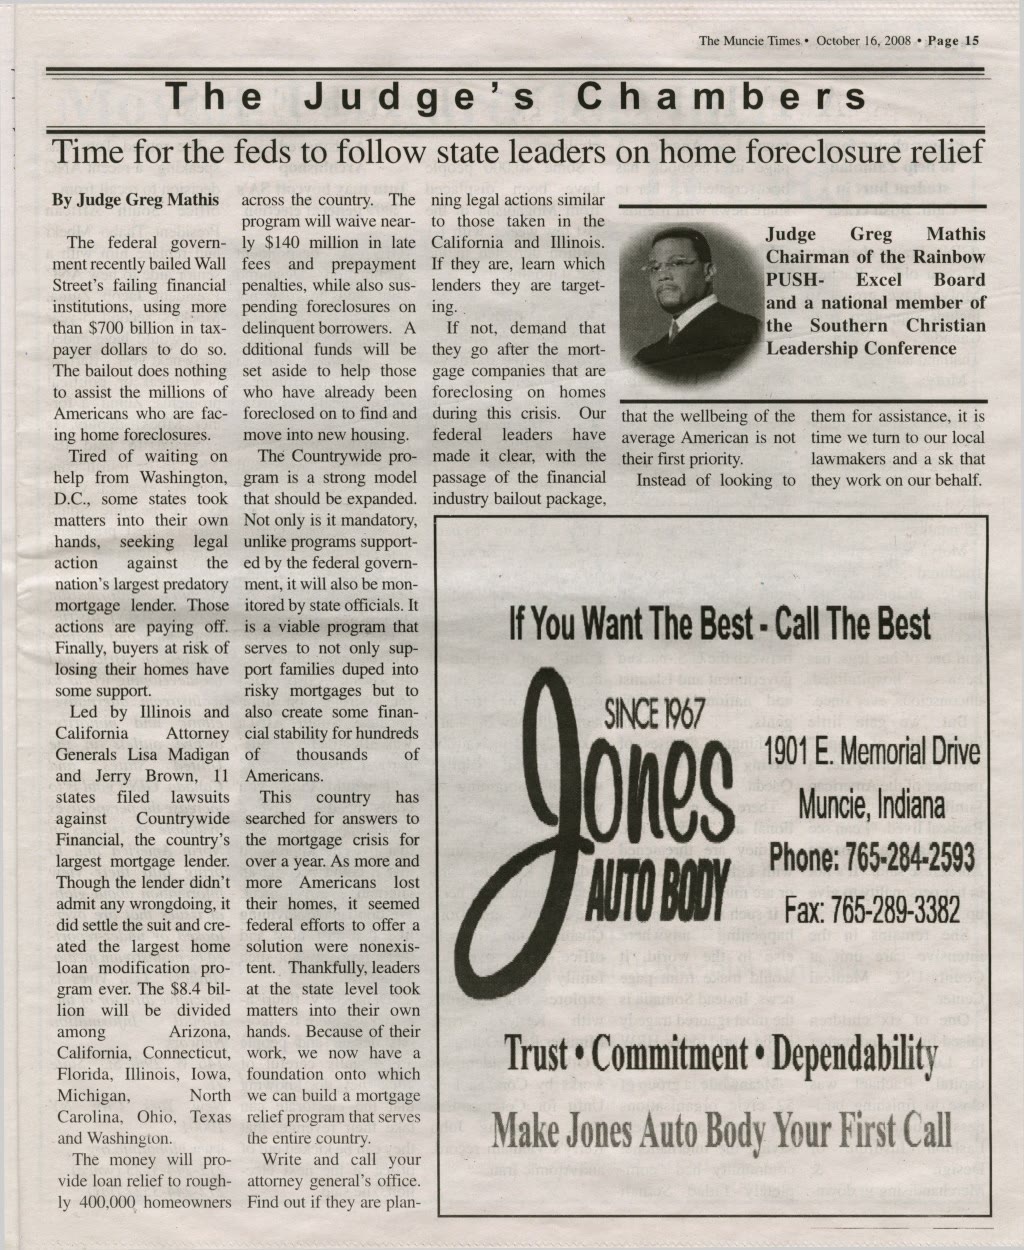 The Muncie Times • October 16, 2008 • Page 15
The Judge's Chambers
Time for the feds to follow state leaders on home foreclosure relief
By Judge Greg Mathis
The federal govern-
ment recently bailed Wall
Street's failing financial
institutions, using more
than $700 billion in tax-
payer dollars to do so.
The bailout does nothing
to assist the millions of
Americans who are fac-
ing home foreclosures.
Tired of waiting on
help from Washington,
D.C., some states took
matters into their own
hands, seeking legal
action against the
nation's largest predatory
mortgage lender. Those
actions are paying off.
Finally, buyers at risk of
losing their homes have
some support.
Led by Illinois and
California Attorney
Generals Lisa Madigan
and Jerry Brown, 11
states filed lawsuits
against Countrywide
Financial, the country's
largest mortgage lender.
Though the lender didn't
admit any wrongdoing, it
did settle the suit and cre-
ated the largest home
loan modification pro-
gram ever. The $8.4 bil-
lion will be divided
among Arizona,
California, Connecticut,
Florida, Illinois, Iowa,
Michigan, North
Carolina, Ohio, Texas
and Washington.
The money will pro-
vide loan relief to rough-
ly 400,000 homeowners
across the country. The
program will waive near-
ly $140 million in late
fees and prepayment
penalties, while also sus-
pending foreclosures on
delinquent borrowers. A
dditional funds will be
set aside to help those
who have already been
foreclosed on to find and
move into new housing.
The Countrywide pro-
gram is a strong model
that should be expanded.
Not only is it mandatory,
unlike programs support-
ed by the federal govern-
ment, it will also be mon-
itored by state officials. It
is a viable program that
serves to not only sup-
port families duped into
risky mortgages but to
also create some finan-
cial stability for hundreds
of thousands of
Americans.
This country has
searched for answers to
the mortgage crisis for
over a year. As more and
more Americans lost
their homes, it seemed
federal efforts to offer a
solution were nonexis-
tent. Thankfully, leaders
at the state level took
matters into their own
hands. Because of their
work, we now have a
foundation onto which
we can build a mortgage
relief program that serves
the entire country.
Write and call your
attorney general's office.
Find out if they are plan-
ning legal actions similar
to those taken in the
California and Illinois.
If they are, learn which
lenders they are target-
ing.
If not, demand that
they go after the mort-
gage companies that are
foreclosing on homes
during this crisis. Our
federal leaders have
made it clear, with the
passage of the financial
industry bailout package,
Judge Greg Mathis
Chairman of the Rainbow
PUSH- Excel Board
and a national member of
the Southern Christian
Leadership Conference
that the wellbeing of the
average American is not
their first priority.
Instead of looking to
them for assistance, it is
time we turn to our local
lawmakers and a sk that
they work on our behalf.
If You Want The Best - Call The Best
SINCE 1967
Jones
AUTO BODY
1901 E. Memorial Drive
Muncie, Indiana
Phone: 765-284-2593
Fax: 765-289-3382
Trust • Commitment • Dependability
Make Jones Auto Body Your First Call